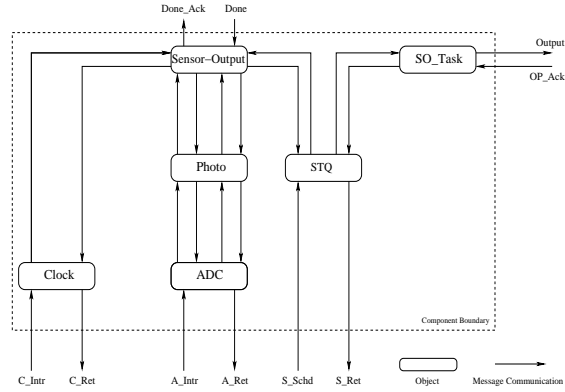 Done_Ack Done
Sensor–Output SO_Task Output
OP_Ack
Photo STQ
Clock ADC
Component Boundary
C_Intr C_Ret A_Intr A_Ret S_Schd S_Ret Object Message Communication